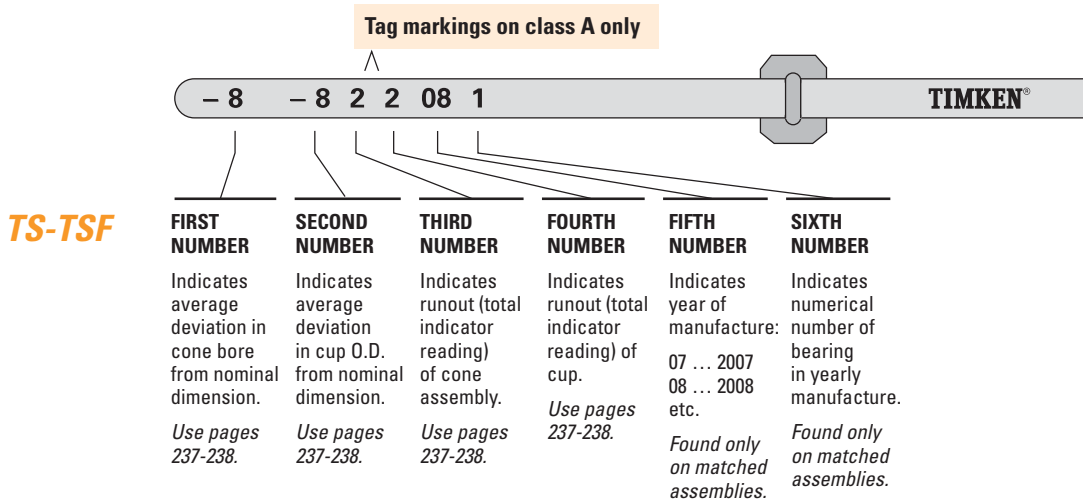 Tag markings on class A only
– 8 – 8 2 2 08 1
TIMKEN®
TS-TSF
FIRST
NUMBER
Indicates
average
deviation in
cone bore
from nominal
dimension.
Use pages
237-238.
SECOND
NUMBER
Indicates
average
deviation
in cup O.D.
from nominal
dimension.
Use pages
237-238.
THIRD
NUMBER
Indicates
runout (total
indicator
reading)
of cone
assembly.
Use pages
237-238.
FOURTH
NUMBER
Indicates
runout (total
indicator
reading) of
cup.
Use pages
237-238.
FIFTH
NUMBER
Indicates
year of
manufacture:
07 … 2007
08 … 2008
etc.
Found only
on matched
assemblies.
SIXTH
NUMBER
Indicates
numerical
number of
bearing
in yearly
manufacture.
Found only
on matched
assemblies.